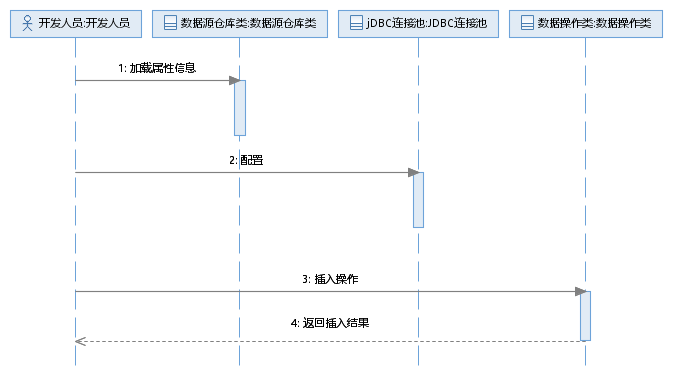 开发人员:开发人员
数据源仓库类:数据源仓库类
jDBC连接池:JDBC连接池
数据操作类:数据操作类
1: 加载属性信息
2: 配置
3: 插入操作
4: 返回插入结果